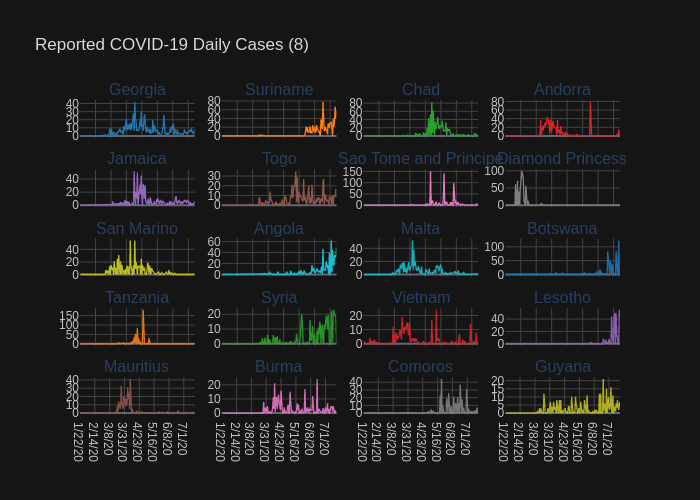 Reported COVID-19 Daily Cases (8)
Georgia Suriname Chad Andorra
40 30 20 10 0
80 60 40 20 0
80 60 40 20 0
80 60 40 20 0
Jamaica Togo Sao Tome and Principe Diamond Princess
40 20 0
30 20 10 0
150 100 50 0
100 50 0
San Marino Angola Malta Botswana
40 20 0
60 40 20 0
40 20 0
100 50 0
Tanzania Syria Vietnam Lesotho
150 100 50 0
20 10 0
20 10 0
40 20 0
Mauritius Burma Comoros Guyana
40 30 20 10 0
20 10 0
40 30 20 10 0
20 15 10 5 0
1/22/20 2/14/20 3/8/20 3/31/20 4/23/20 5/16/20 6/8/20 7/1/20
1/22/20 2/14/20 3/8/20 3/31/20 4/23/20 5/16/20 6/8/20 7/1/20
1/22/20 2/14/20 3/8/20 3/31/20 4/23/20 5/16/20 6/8/20 7/1/20
1/22/20 2/14/20 3/8/20 3/31/20 4/23/20 5/16/20 6/8/20 7/1/20